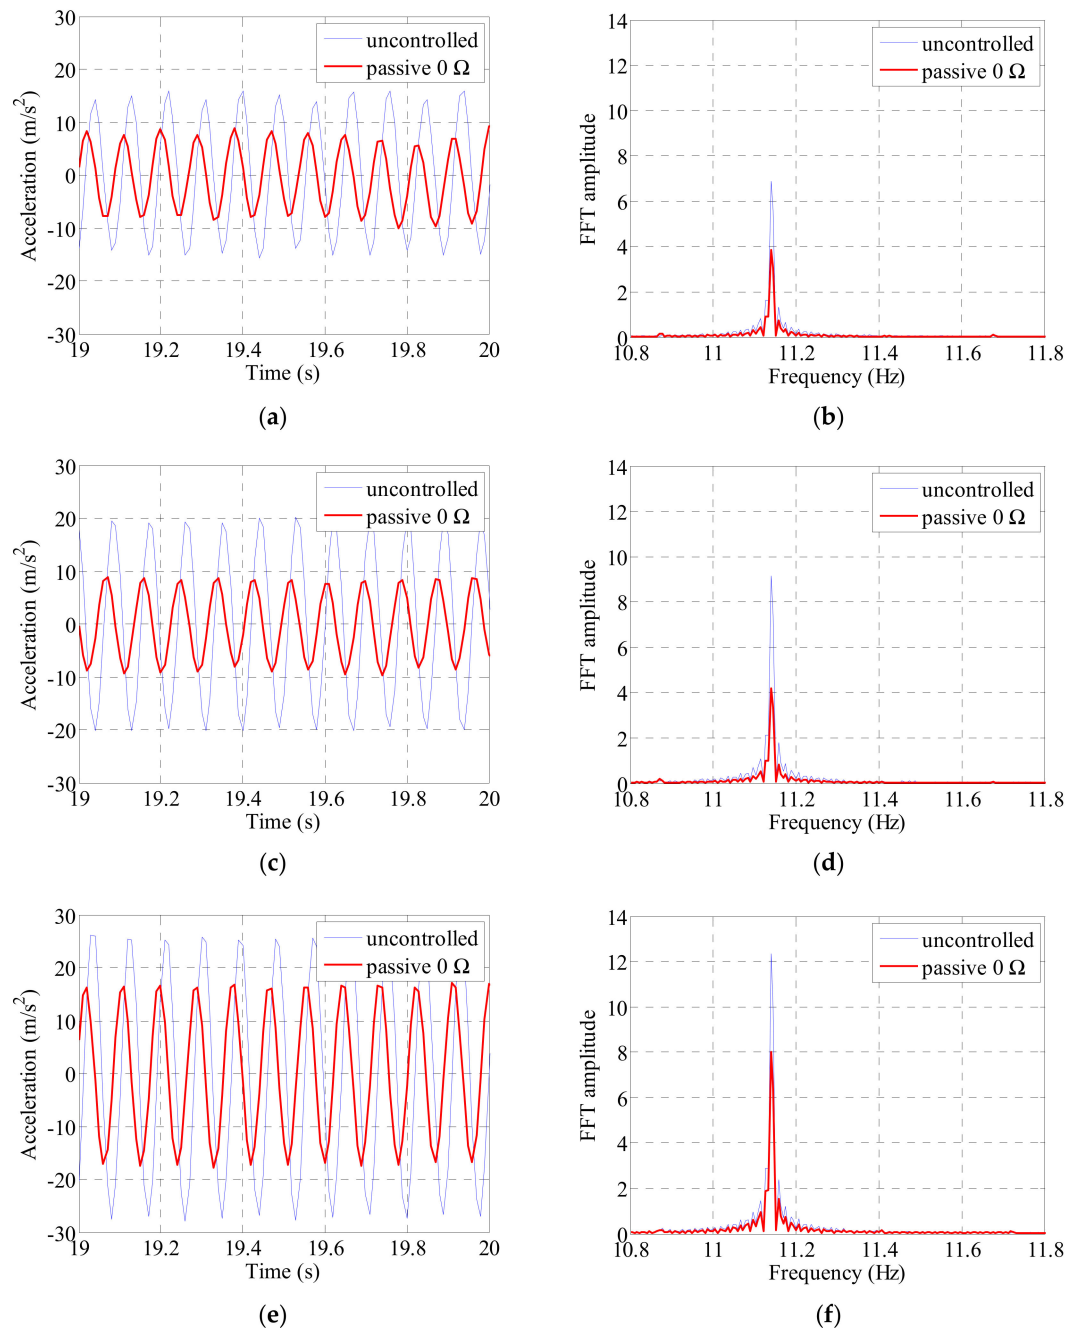 30
20
10
0
-10
-20
-30
Acceleration (m/s²)
uncontrolled
passive 0 Ω
19 19.2 19.4 19.6 19.8 20
Time (s)
(a)
14
12
10
8
6
4
2
0
FFT amplitude
uncontrolled
passive 0 Ω
10.8 11 11.2 11.4 11.6 11.8
Frequency (Hz)
(b)
30
20
10
0
-10
-20
-30
Acceleration (m/s²)
uncontrolled
passive 0 Ω
19 19.2 19.4 19.6 19.8 20
Time (s)
(c)
14
12
10
8
6
4
2
0
FFT amplitude
uncontrolled
passive 0 Ω
10.8 11 11.2 11.4 11.6 11.8
Frequency (Hz)
(d)
30
20
10
0
-10
-20
-30
Acceleration (m/s²)
uncontrolled
passive 0 Ω
19 19.2 19.4 19.6 19.8 20
Time (s)
(e)
14
12
10
8
6
4
2
0
FFT amplitude
uncontrolled
passive 0 Ω
10.8 11 11.2 11.4 11.6 11.8
Frequency (Hz)
(f)